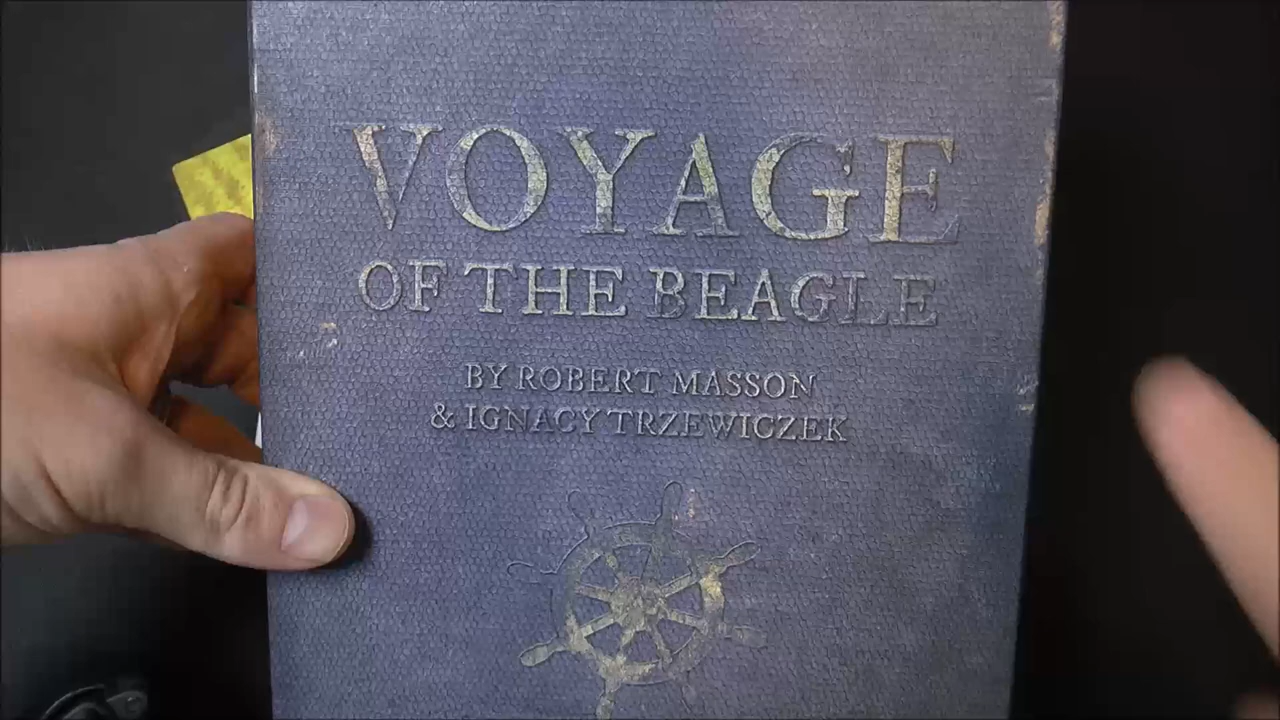 VOYAGE
OF THE BEAGLE
BY ROBERT MASSON
& IGNACY TRZEWICZEK